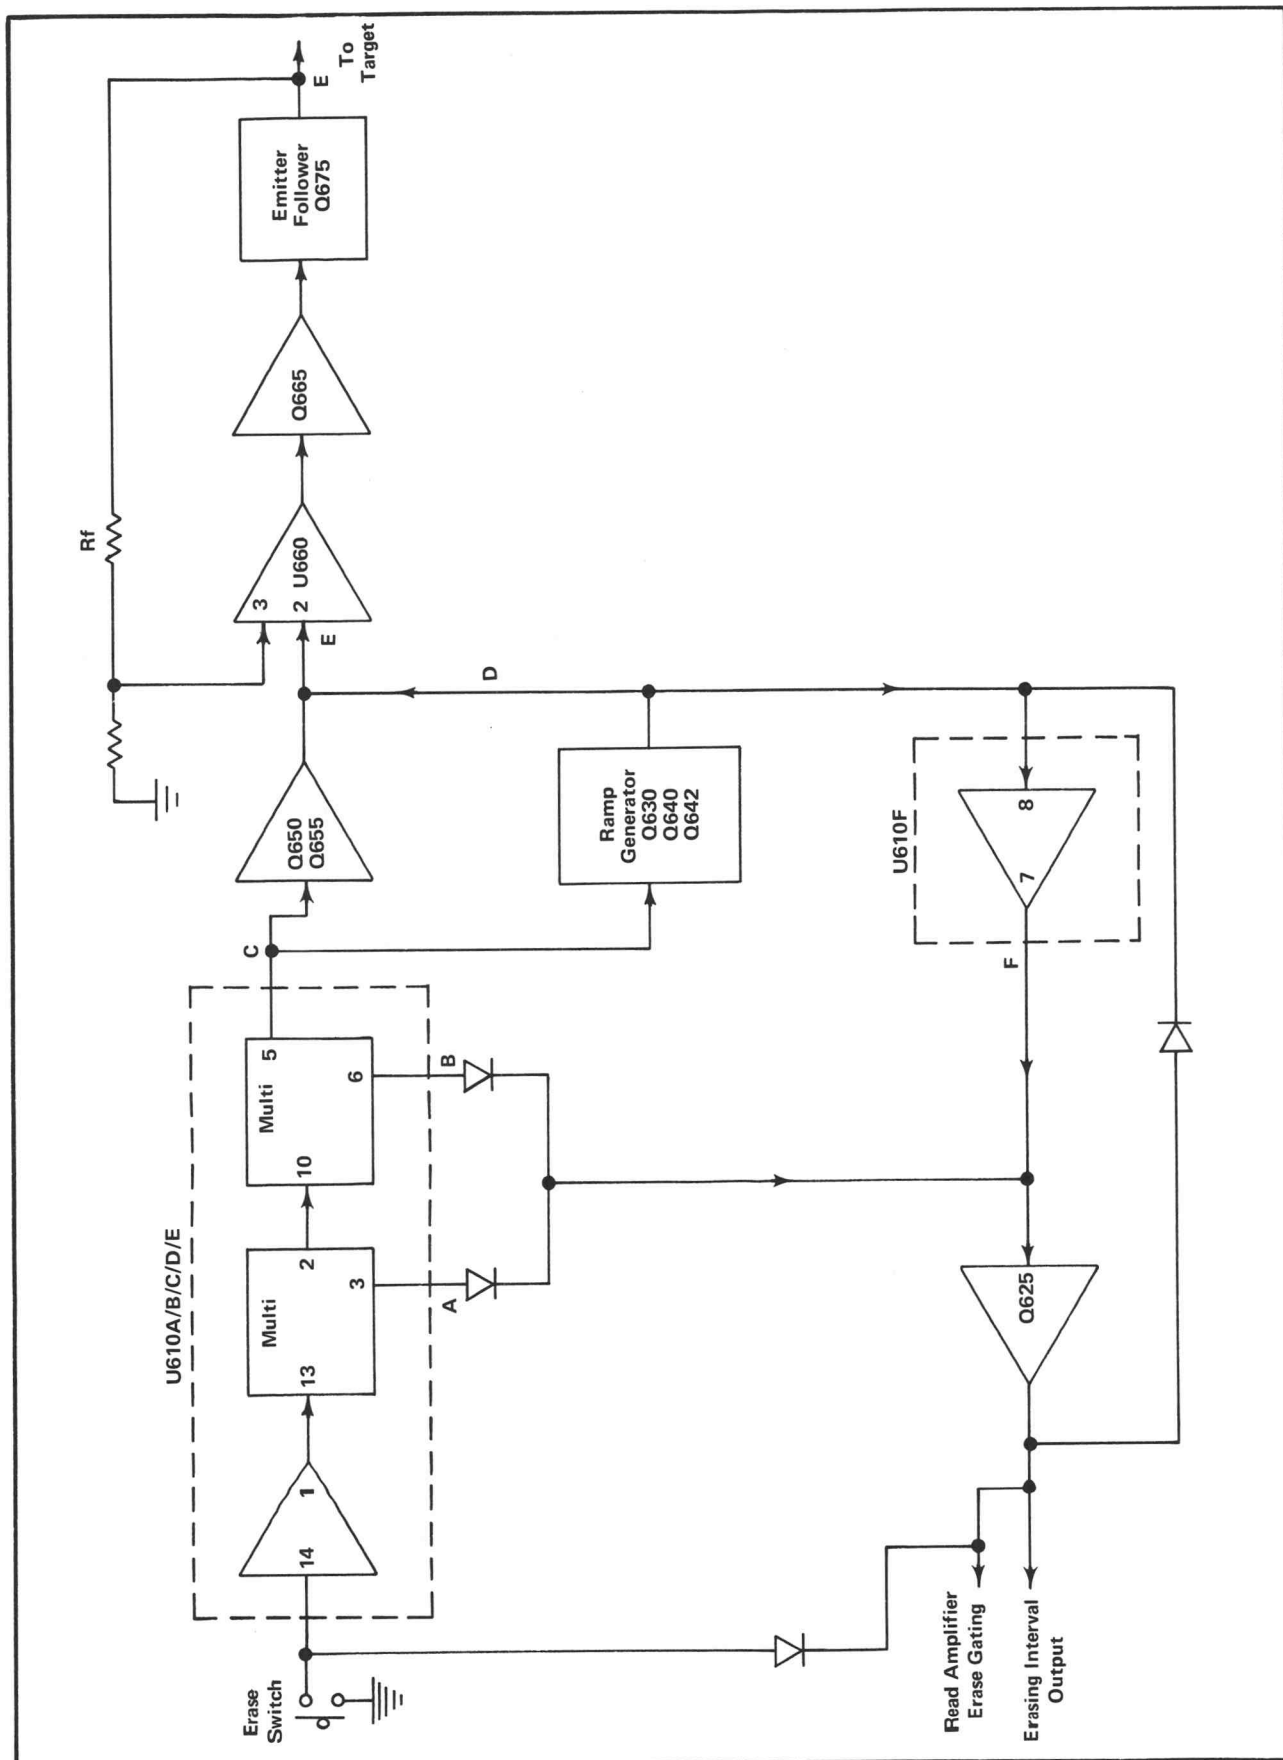 Erase
Switch
U610A/B/C/D/E
14
1
13
Multi
2
3
A
10
Multi
5
6
B
C
Q650
Q655
Rf
3
2
U660
E
Q665
Emitter
Follower
Q675
E
To
Target
Ramp
Generator
Q630
Q640
Q642
D
U610F
8
7
F
Q625
Read Amplifier
Erase Gating
Erasing Interval
Output